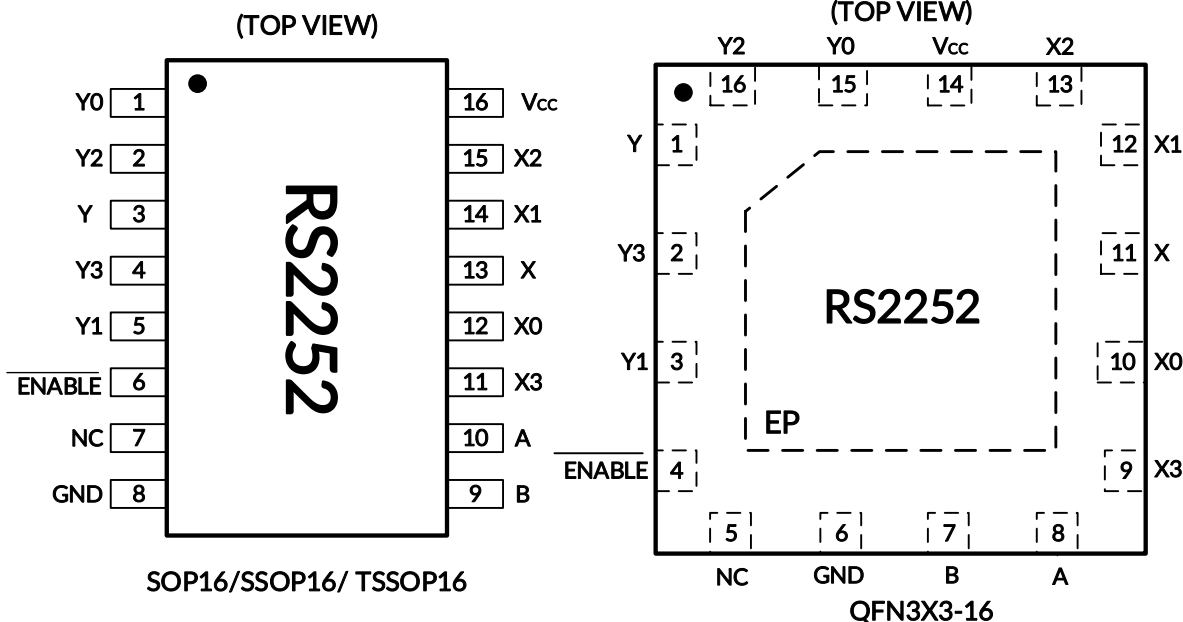 (TOP VIEW)
Y0 1 16 Vcc
Y2 2 15 X2
Y 3 14 X1
Y3 4 13 X
Y1 5 12 X0
ENABLE 6 11 X3
NC 7 10 A
GND 8 9 B
RS2252
SOP16/SSOP16/ TSSOP16
(TOP VIEW)
Y2 Y0 Vcc X2
16 15 14 13
Y 1 12 X1
Y3 2 11 X
RS2252
Y1 3 10 X0
EP
ENABLE 4 9 X3
5 6 7 8
NC GND B A
QFN3X3-16